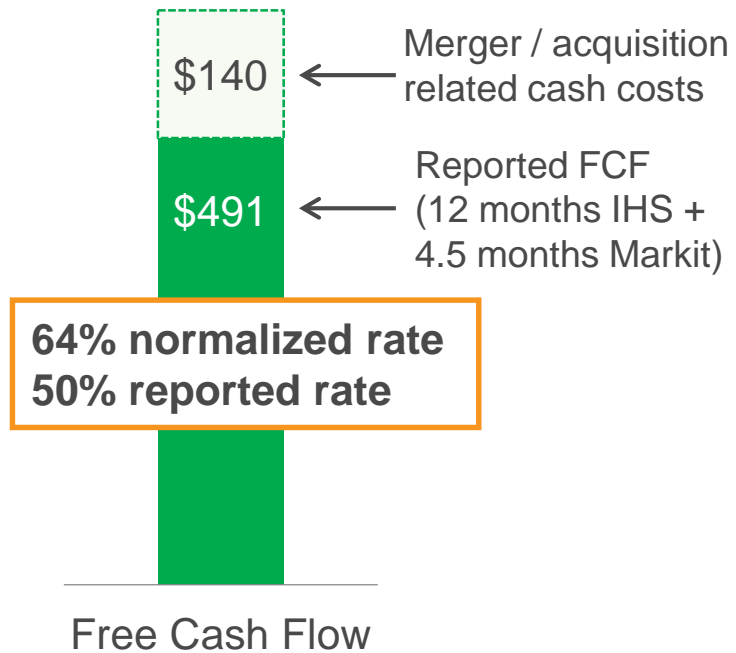 $140
Merger / acquisition
related cash costs
$491
Reported FCF
(12 months IHS +
4.5 months Markit)
64% normalized rate
50% reported rate
Free Cash Flow